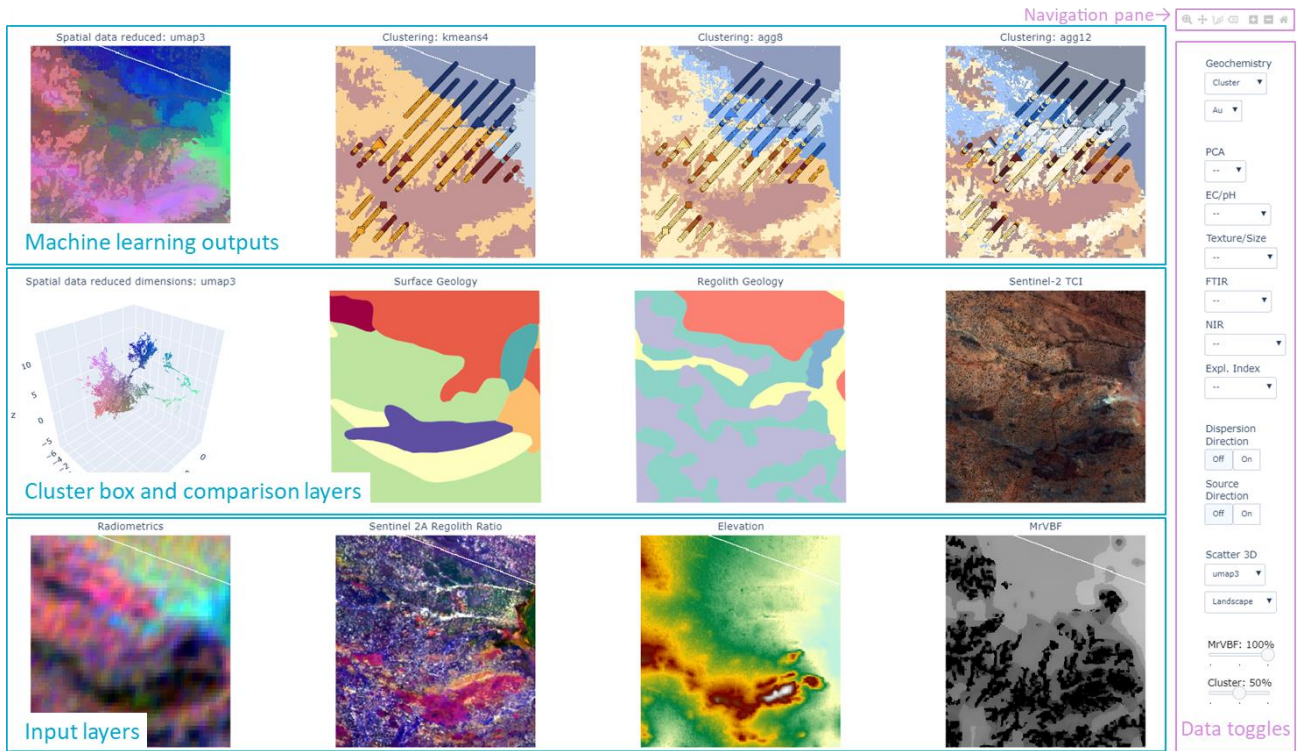 Navigation pane→
Spatial data reduced: umap3
Clustering: kmeans4
Clustering: agg8
Clustering: agg12
Machine learning outputs
Spatial data reduced dimensions: umap3
Surface Geology
Regolith Geology
Sentinel-2 TCI
10
5
z
0
-5
-6
-4
-2
0
Cluster box and comparison layers
Radiometrics
Sentinel 2A Regolith Ratio
Elevation
MrVBF
Input layers
Geochemistry
Cluster ▼
Au ▼
PCA
-- ▼
EC/pH
-- ▼
Texture/Size
-- ▼
FTIR
-- ▼
NIR
-- ▼
Expl. Index
-- ▼
Dispersion
Direction
Off On
Source
Direction
Off On
Scatter 3D
umap3 ▼
Landscape ▼
MrVBF: 100%
Cluster: 50%
Data toggles